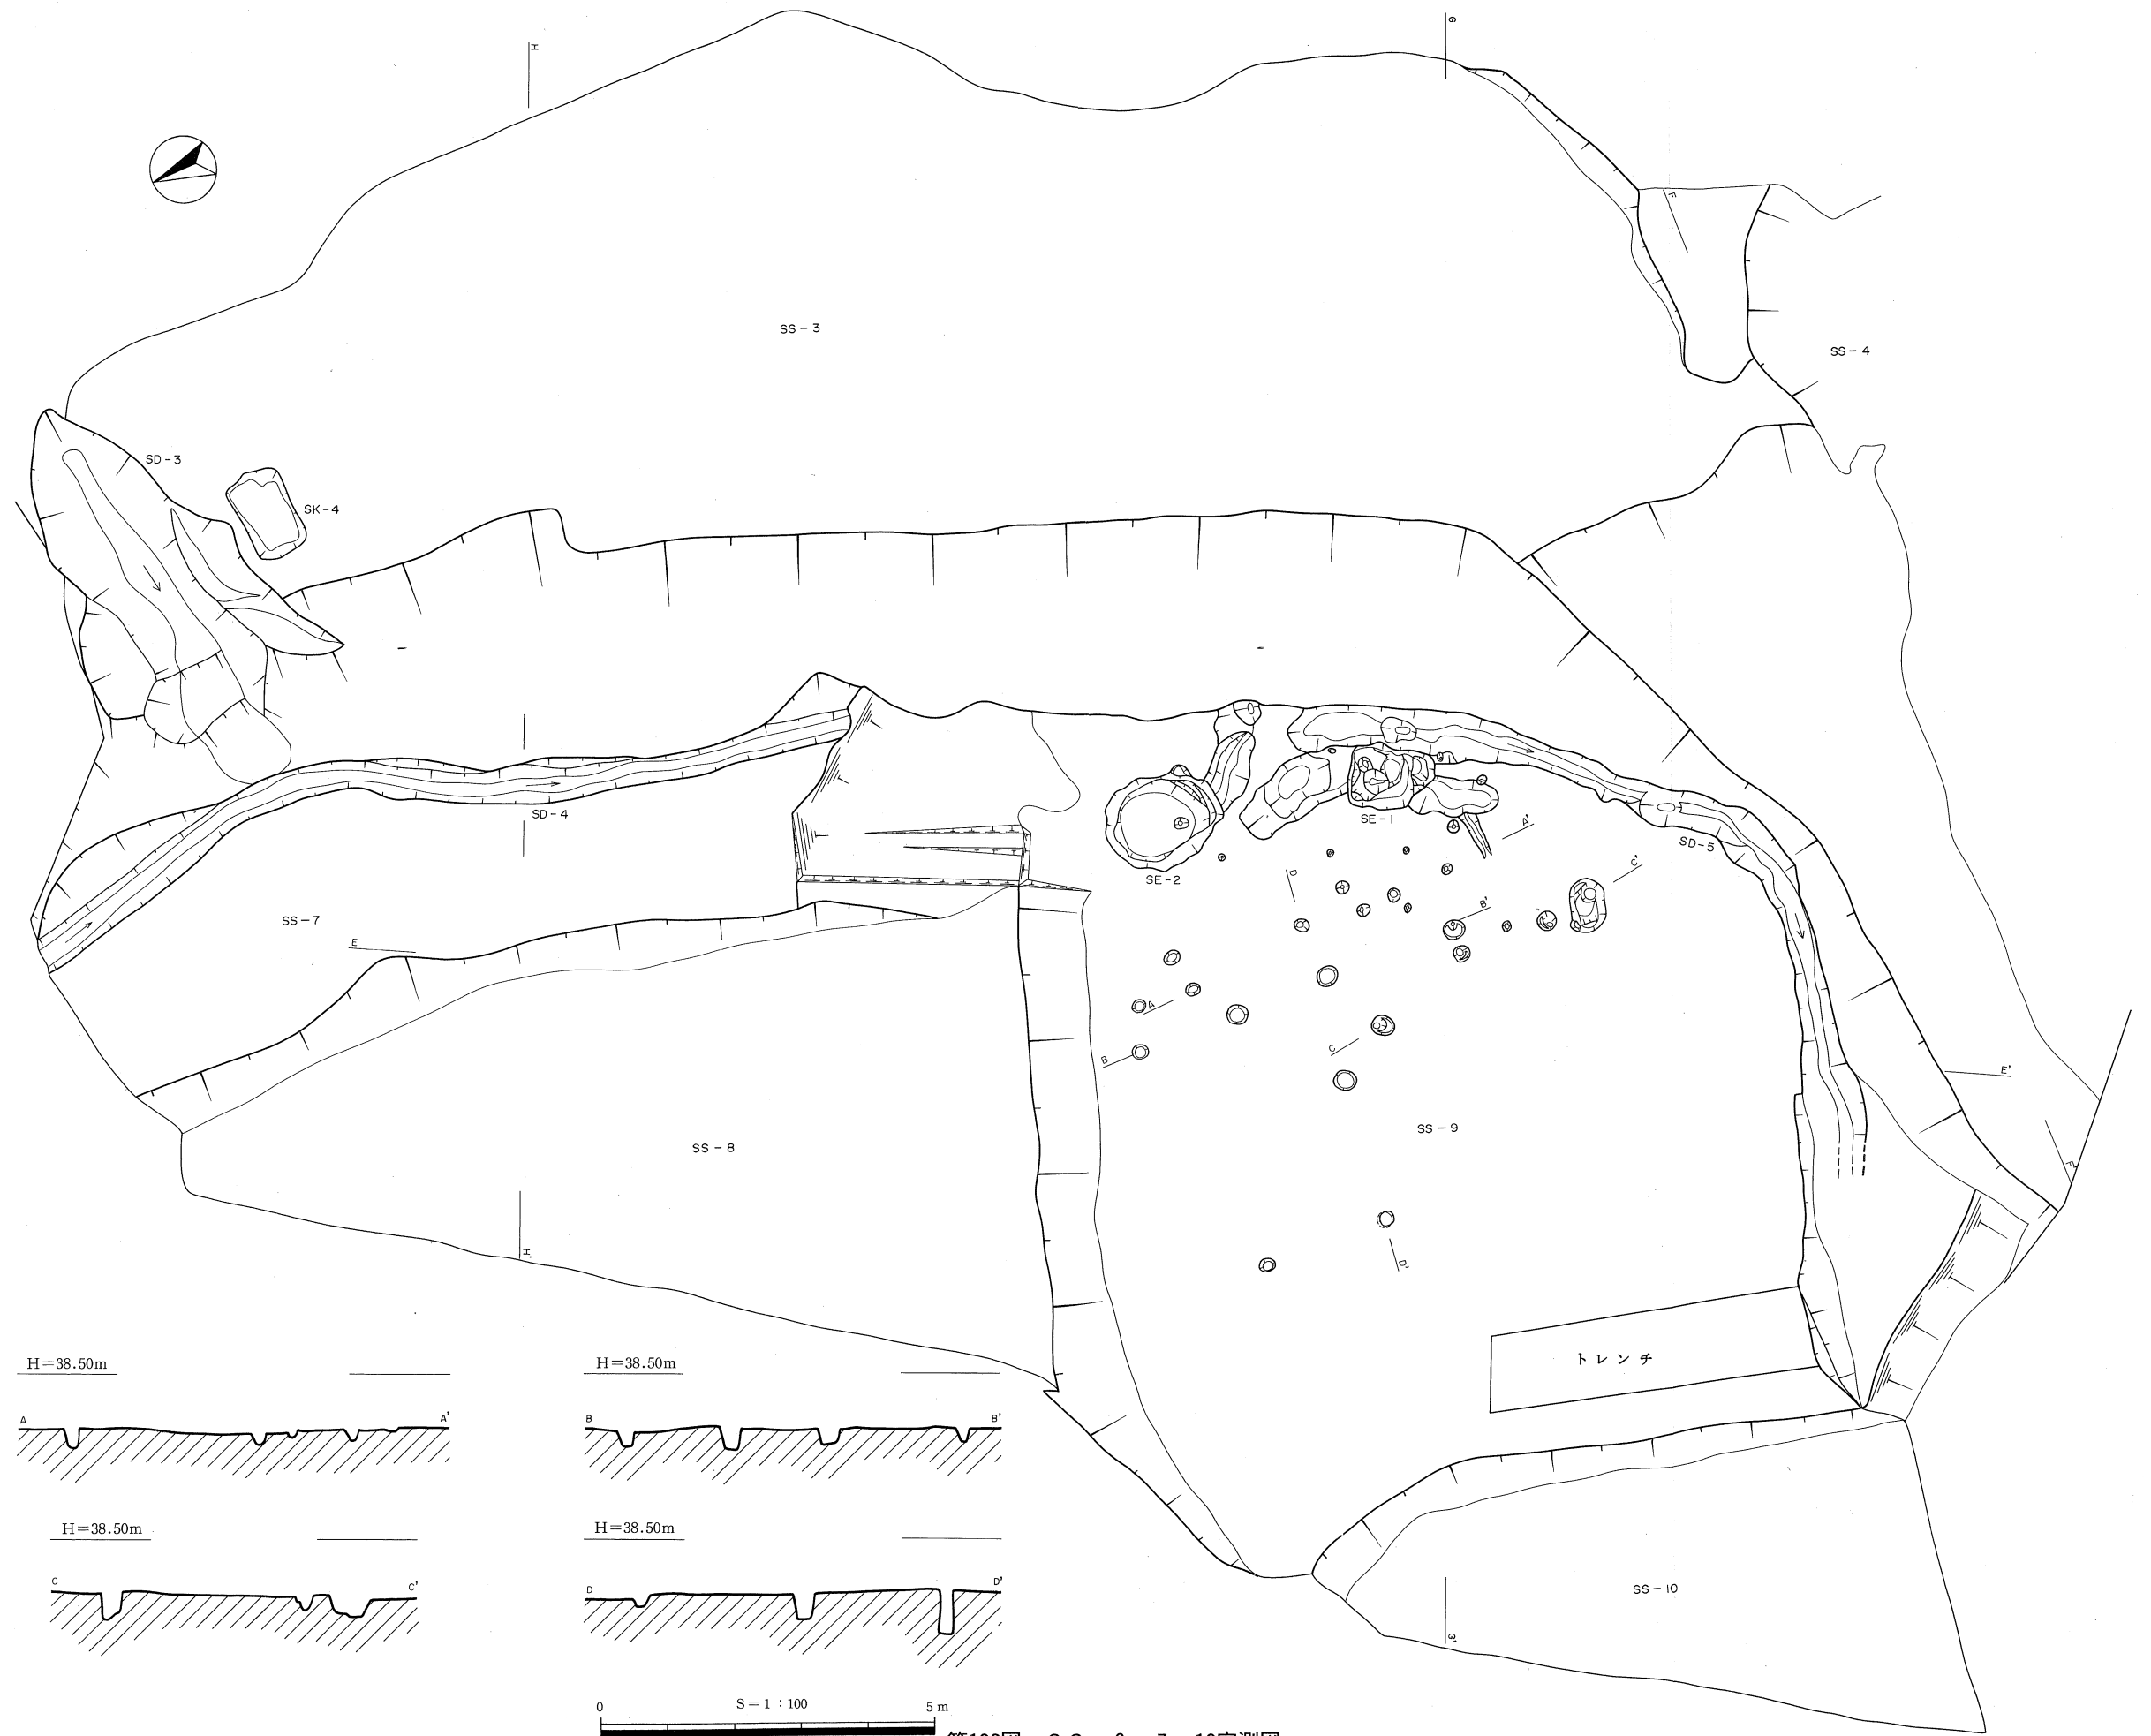 H
G
F
SS-3
SS-4
SD-3
SK-4
SD-4
SE-1
SE-2
SD-5
A'
C'
D
B'
SS-7
E
A
B
C
E'
SS-9
SS-8
F'
H'
D'
トレンチ
SS-10
G'
H=38.50m
A A'
H=38.50m
B B'
H=38.50m
C C'
H=38.50m
D D'
0 S=1:100 5m